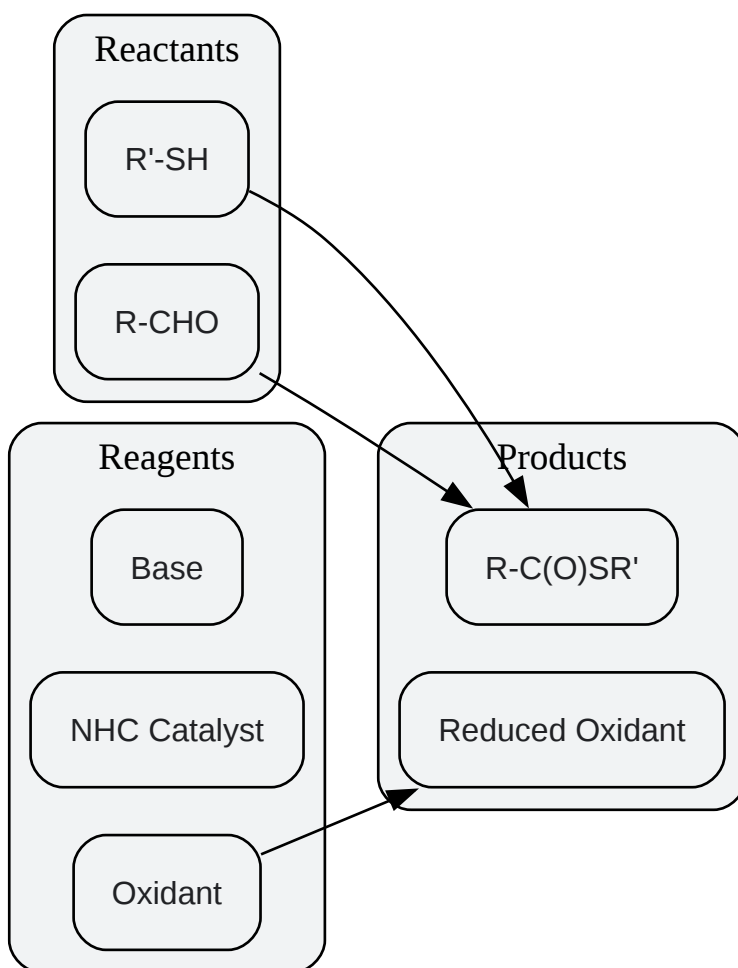 Reactants
R'-SH
R-CHO
Reagents
Base
NHC Catalyst
Oxidant
Products
R-C(O)SR'
Reduced Oxidant